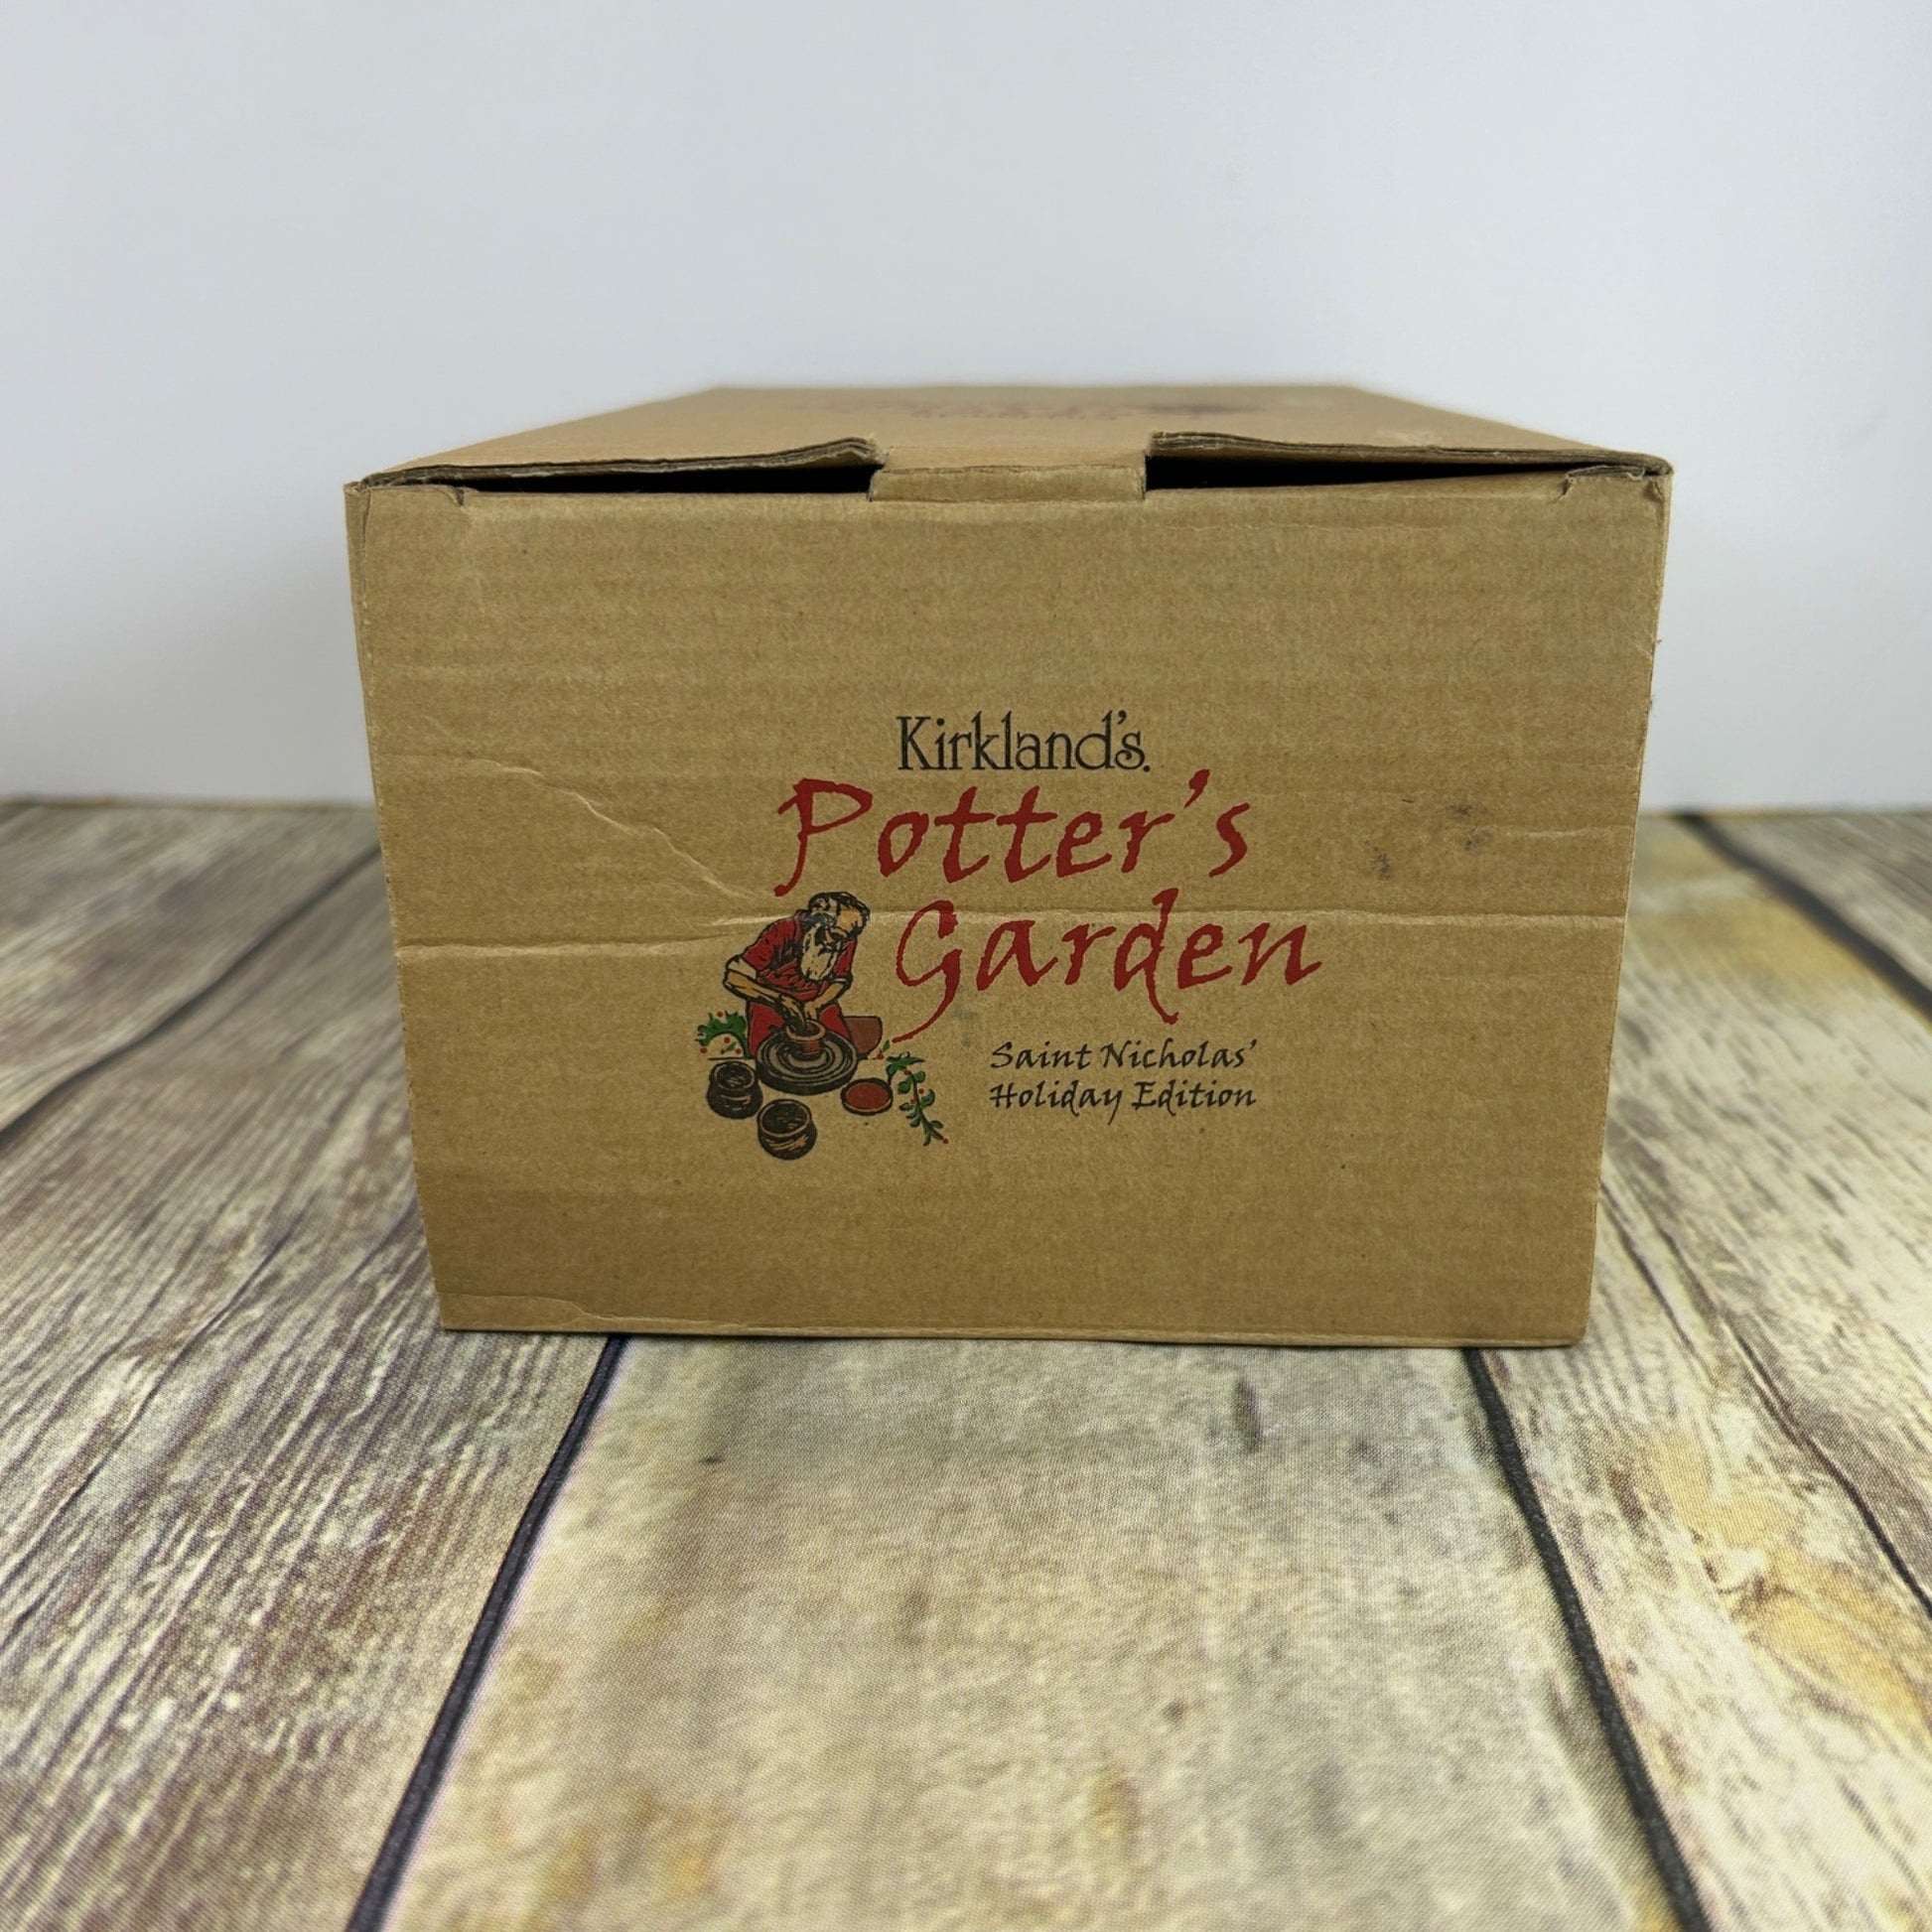 Kirkland's.
Potter's
Garden
Saint Nicholas'
Holiday Edition